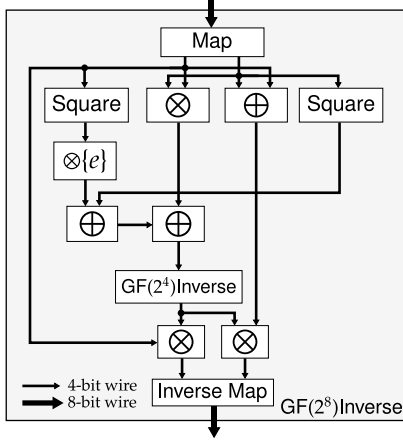 Map
Square ⊗ ⊕ Square
⊗{e}
⊕ ⊕
GF(2⁴)Inverse
⊗ ⊗
4-bit wire
8-bit wire
Inverse Map
GF(2⁸)Inverse